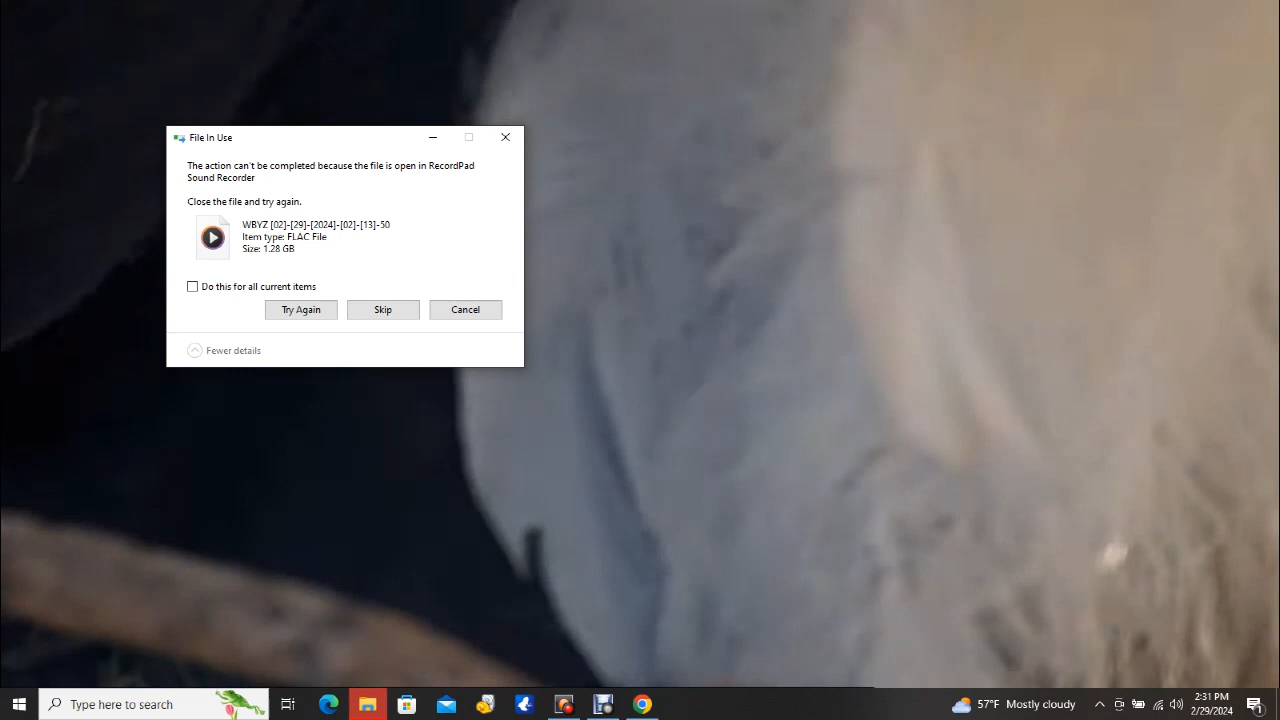 File In Use
The action can't be completed because the file is open in RecordPad
Sound Recorder
Close the file and try again.
WBYZ [02]-[29]-[2024]-[02]-[13]-50
Item type: FLAC File
Size: 1.28 GB
Do this for all current items
Try Again Skip Cancel
Fewer details
Type here to search
57°F Mostly cloudy
2:31 PM
2/29/2024
1